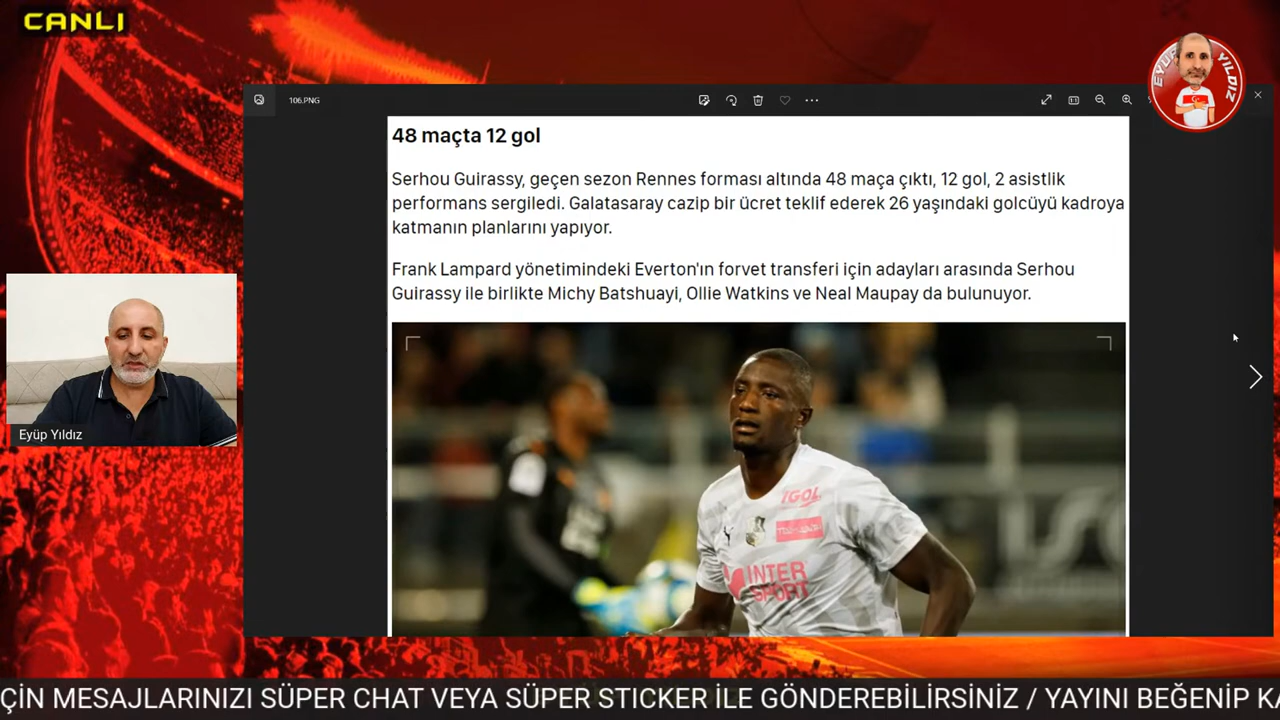 CANLI
EYÜP YILDIZ
106.PNG
48 maçta 12 gol
Serhou Guirassy, geçen sezon Rennes forması altında 48 maça çıktı, 12 gol, 2 asistlik
performans sergiledi. Galatasaray cazip bir ücret teklif ederek 26 yaşındaki golcüyü kadroya
katmanın planlarını yapıyor.
Frank Lampard yönetimindeki Everton'ın forvet transferi için adayları arasında Serhou
Guirassy ile birlikte Michy Batshuayi, Ollie Watkins ve Neal Maupay da bulunuyor.
IGOL
INTER
SPORT
Eyüp Yıldız
ÇİN MESAJLARINIZI SÜPER CHAT VEYA SÜPER STICKER İLE GÖNDEREBİLİRSİNİZ / YAYINI BEĞENİP KA